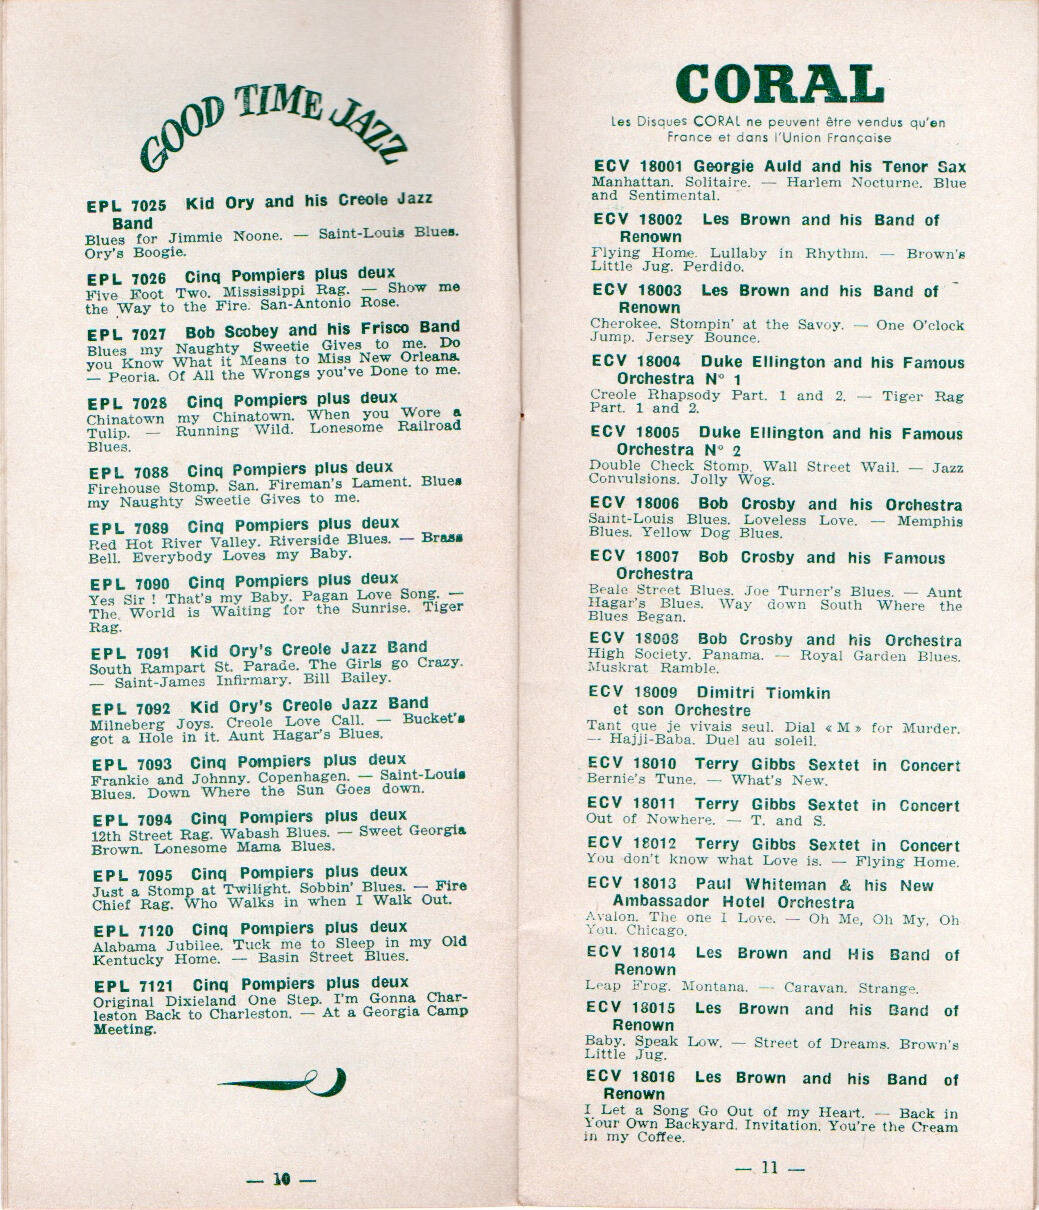 GOOD TIME JAZZ
EPL 7025 Kid Ory and his Creole Jazz
Band
Blues for Jimmie Noone. — Saint-Louis Blues.
Ory's Boogie.
EPL 7026 Cinq Pompiers plus deux
Five Foot Two. Mississippi Rag. — Show me
the Way to the Fire. San-Antonio Rose.
EPL 7027 Bob Scobey and his Frisco Band
Blues my Naughty Sweetie Gives to me. Do
you Know What it Means to Miss New Orleans.
— Peoria. Of All the Wrongs you've Done to me.
EPL 7028 Cinq Pompiers plus deux
Chinatown my Chinatown. When you Wore a
Tulip. — Running Wild. Lonesome Railroad
Blues.
EPL 7088 Cinq Pompiers plus deux
Firehouse Stomp. San. Fireman's Lament. Blues
my Naughty Sweetie Gives to me.
EPL 7089 Cinq Pompiers plus deux
Red Hot River Valley. Riverside Blues. — Brass
Bell. Everybody Loves my Baby.
EPL 7090 Cinq Pompiers plus deux
Yes Sir ! That's my Baby. Pagan Love Song. —
The World is Waiting for the Sunrise. Tiger
Rag.
EPL 7091 Kid Ory's Creole Jazz Band
South Rampart St. Parade. The Girls go Crazy.
— Saint-James Infirmary. Bill Bailey.
EPL 7092 Kid Ory's Creole Jazz Band
Milneberg Joys. Creole Love Call. — Bucket's
got a Hole in it. Aunt Hagar's Blues.
EPL 7093 Cinq Pompiers plus deux
Frankie and Johnny. Copenhagen. — Saint-Louis
Blues. Down Where the Sun Goes down.
EPL 7094 Cinq Pompiers plus deux
12th Street Rag. Wabash Blues. — Sweet Georgia
Brown. Lonesome Mama Blues.
EPL 7095 Cinq Pompiers plus deux
Just a Stomp at Twilight. Sobbin' Blues. — Fire
Chief Rag. Who Walks in when I Walk Out.
EPL 7120 Cinq Pompiers plus deux
Alabama Jubilee. Tuck me to Sleep in my Old
Kentucky Home. — Basin Street Blues.
EPL 7121 Cinq Pompiers plus deux
Original Dixieland One Step. I'm Gonna Char-
leston Back to Charleston. — At a Georgia Camp
Meeting.
— 10 —
CORAL
Les Disques CORAL ne peuvent être vendus qu'en
France et dans l'Union Française
ECV 18001 Georgie Auld and his Tenor Sax
Manhattan. Solitaire. — Harlem Nocturne. Blue
and Sentimental.
ECV 18002 Les Brown and his Band of
Renown
Flying Home. Lullaby in Rhythm. — Brown's
Little Jug. Perdido.
ECV 18003 Les Brown and his Band of
Renown
Cherokee. Stompin' at the Savoy. — One O'clock
Jump. Jersey Bounce.
ECV 18004 Duke Ellington and his Famous
Orchestra N° 1
Creole Rhapsody Part. 1 and 2. — Tiger Rag
Part. 1 and 2.
ECV 18005 Duke Ellington and his Famous
Orchestra N° 2
Double Check Stomp. Wall Street Wail. — Jazz
Convulsions. Jolly Wog.
ECV 18006 Bob Crosby and his Orchestra
Saint-Louis Blues. Loveless Love. — Memphis
Blues. Yellow Dog Blues.
ECV 18007 Bob Crosby and his Famous
Orchestra
Beale Street Blues. Joe Turner's Blues. — Aunt
Hagar's Blues. Way down South Where the
Blues Began.
ECV 18008 Bob Crosby and his Orchestra
High Society. Panama. — Royal Garden Blues.
Muskrat Ramble.
ECV 18009 Dimitri Tiomkin
et son Orchestre
Tant que je vivais seul. Dial « M » for Murder.
— Hajji-Baba. Duel au soleil.
ECV 18010 Terry Gibbs Sextet in Concert
Bernie's Tune. — What's New.
ECV 18011 Terry Gibbs Sextet in Concert
Out of Nowhere. — T. and S.
ECV 18012 Terry Gibbs Sextet in Concert
You don't know what Love is. — Flying Home.
ECV 18013 Paul Whiteman & his New
Ambassador Hotel Orchestra
Avalon. The one I Love. — Oh Me, Oh My, Oh
You. Chicago.
ECV 18014 Les Brown and His Band of
Renown
Leap Frog. Montana. — Caravan. Strange.
ECV 18015 Les Brown and his Band of
Renown
Baby. Speak Low. — Street of Dreams. Brown's
Little Jug.
ECV 18016 Les Brown and his Band of
Renown
I Let a Song Go Out of my Heart. — Back in
Your Own Backyard. Invitation. You're the Cream
in my Coffee.
— 11 —